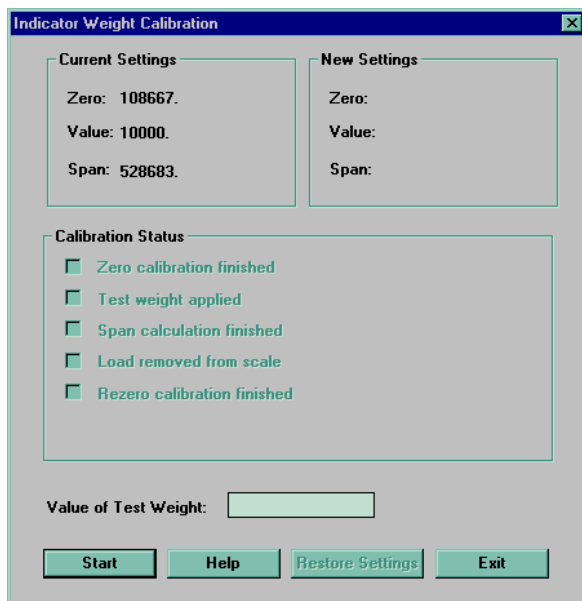 Indicator Weight Calibration
Current Settings
Zero: 108667.
Value: 10000.
Span: 528683.
New Settings
Zero:
Value:
Span:
Calibration Status
Zero calibration finished
Test weight applied
Span calculation finished
Load removed from scale
Rezero calibration finished
Value of Test Weight:
Start Help Restore Settings Exit